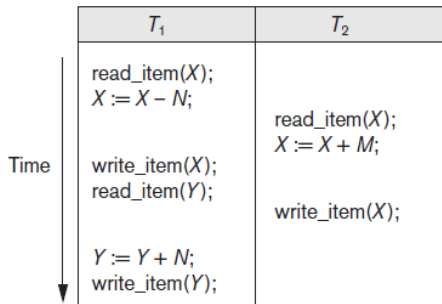 T₁ T₂
read_item(X);
X := X – N;
read_item(X);
X := X + M;
Time
write_item(X);
read_item(Y);
write_item(X);
Y := Y + N;
write_item(Y);